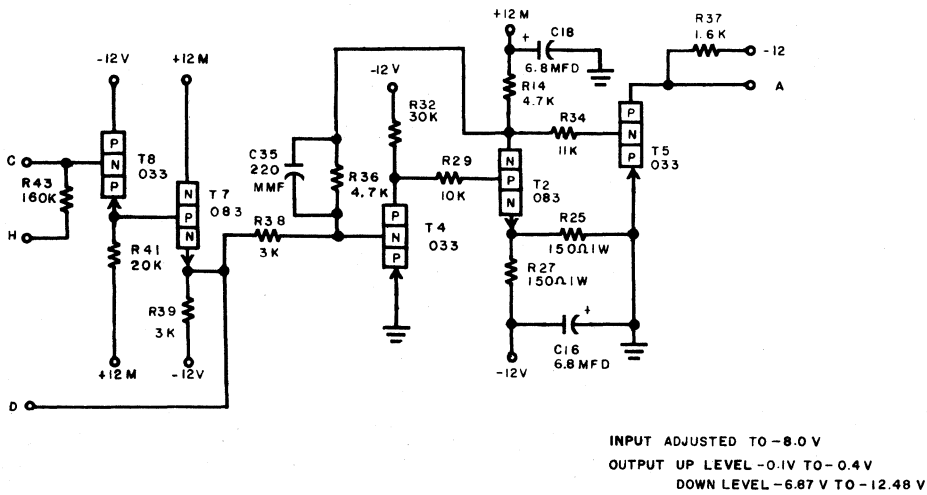 +12M
R37
1.6K
-12
A
C18
+
6.8MFD
-12V
+12M
R14
4.7K
-12V
R32
30K
R34
11K
P
N
P
T5
033
C
P
N
P
T8
033
C35
220
MMF
R36
4.7K
R29
10K
N
P
N
T2
083
R43
160K
H
N
P
N
T7
083
R38
3K
P
N
P
T4
033
R25
150Ω1W
R41
20K
R27
150Ω1W
R39
3K
+
C16
6.8MFD
+12M
-12V
-12V
D
INPUT ADJUSTED TO -8.0 V
OUTPUT UP LEVEL -0.1V TO -0.4V
DOWN LEVEL -6.87 V TO -12.48 V